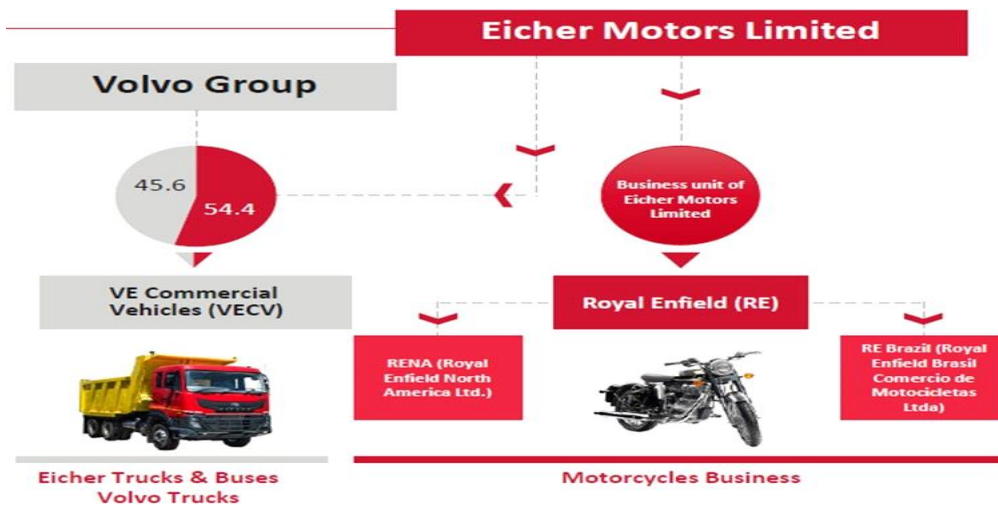 Eicher Motors Limited
Volvo Group
45.6
54.4
Business unit of
Eicher Motors
Limited
VE Commercial
Vehicles (VECV)
Royal Enfield (RE)
RENA (Royal
Enfield North
America Ltd.)
RE Brazil (Royal
Enfield Brasil
Comercio de
Motocicletas
Ltda)
Eicher Trucks & Buses
Volvo Trucks
Motorcycles Business